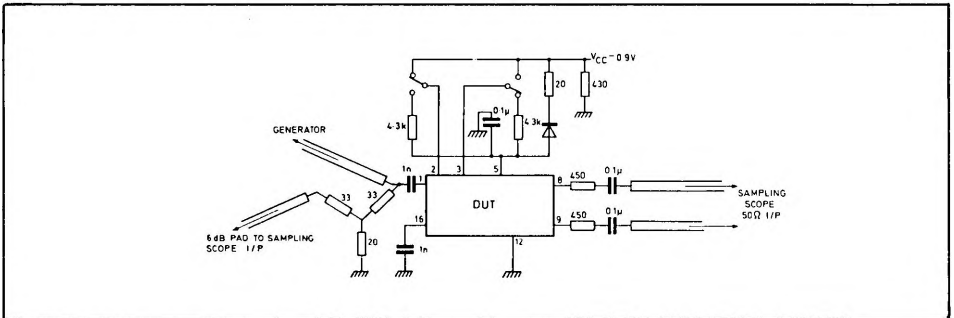 VCC - 0.9V
20
430
0.1µ
4.3k
4.3k
GENERATOR
1n
2
3
5
1
8
450
0.1µ
33
33
DUT
SAMPLING
SCOPE
50Ω I/P
16
9
450
0.1µ
6dB PAD TO SAMPLING
SCOPE I/P
20
1n
12